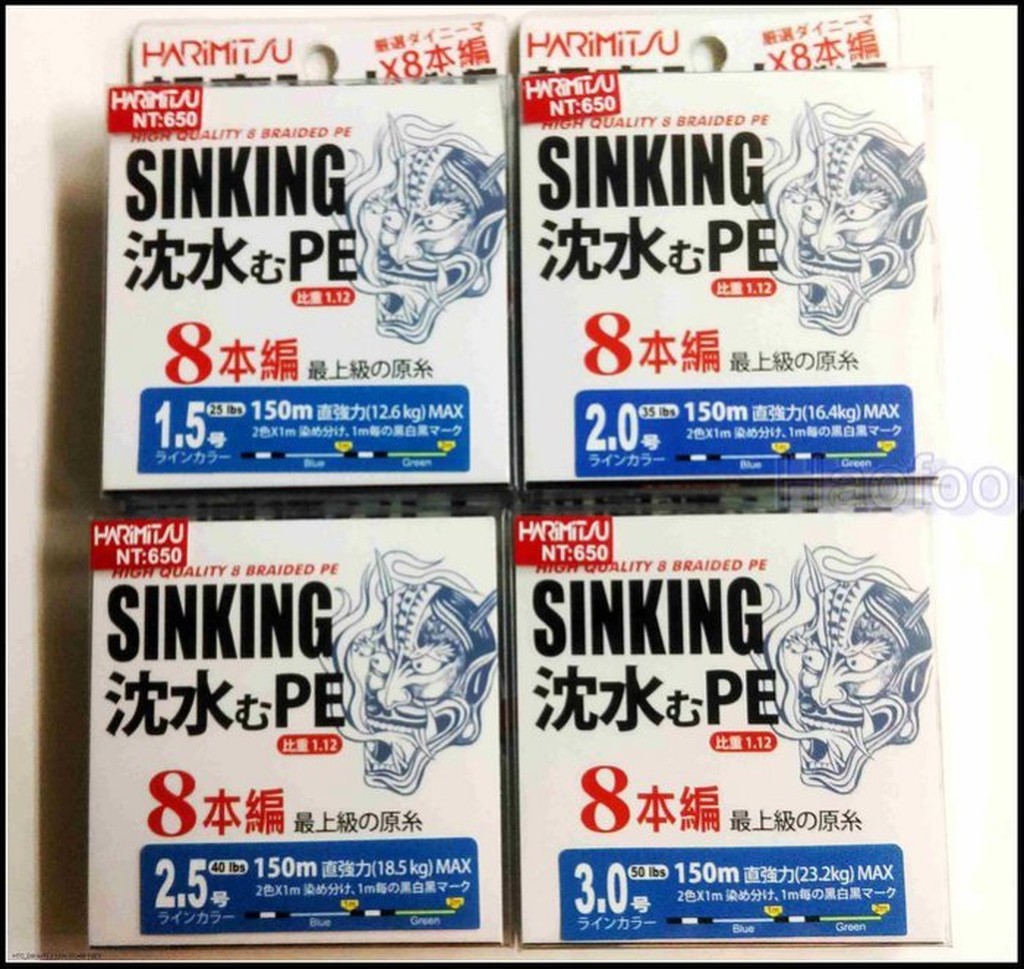 HARiMiTSU
厳選ダイニーマ
X8本編
HARiMiTSU
厳選ダイニーマ
X8本編
HARiMiTSU
NT:650
HIGH QUALITY 8 BRAIDED PE
SINKING
沈水むPE
比重1.12
8本編 最上級の原糸
1.5号 25 lbs 150m 直強力(12.6 kg) MAX
2色X1m 染め分け、1m毎の黒白黒マーク
ラインカラー 1m 2m
Blue Green
HARiMiTSU
NT:650
HIGH QUALITY 8 BRAIDED PE
SINKING
沈水むPE
比重1.12
8本編 最上級の原糸
2.0号 35 lbs 150m 直強力(16.4kg) MAX
2色X1m 染め分け、1m毎の黒白黒マーク
ラインカラー 1m 2m
Blue Green
Haofoo
HARiMiTSU
NT:650
HIGH QUALITY 8 BRAIDED PE
SINKING
沈水むPE
比重1.12
8本編 最上級の原糸
2.5号 40 lbs 150m 直強力(18.5 kg) MAX
2色X1m 染め分け、1m毎の黒白黒マーク
ラインカラー 1m 2m
Blue Green
HARiMiTSU
NT:650
HIGH QUALITY 8 BRAIDED PE
SINKING
沈水むPE
比重1.12
8本編 最上級の原糸
3.0号 50 lbs 150m 直強力(23.2kg) MAX
2色X1m 染め分け、1m毎の黒白黒マーク
ラインカラー 1m 2m
Blue Green